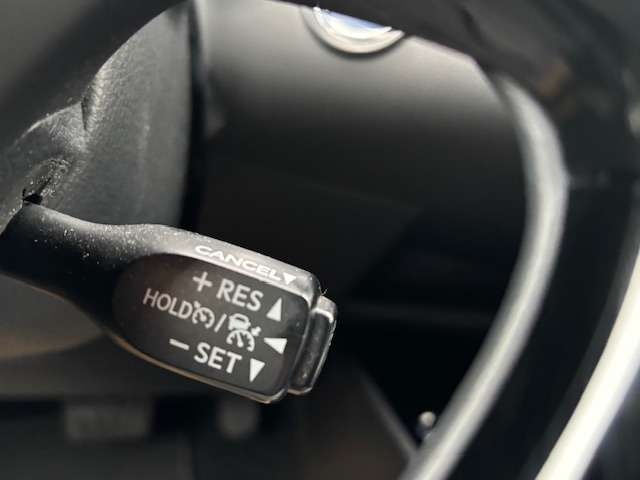 CANCEL▼
+ RES ▲
HOLD / ◀
− SET ▼